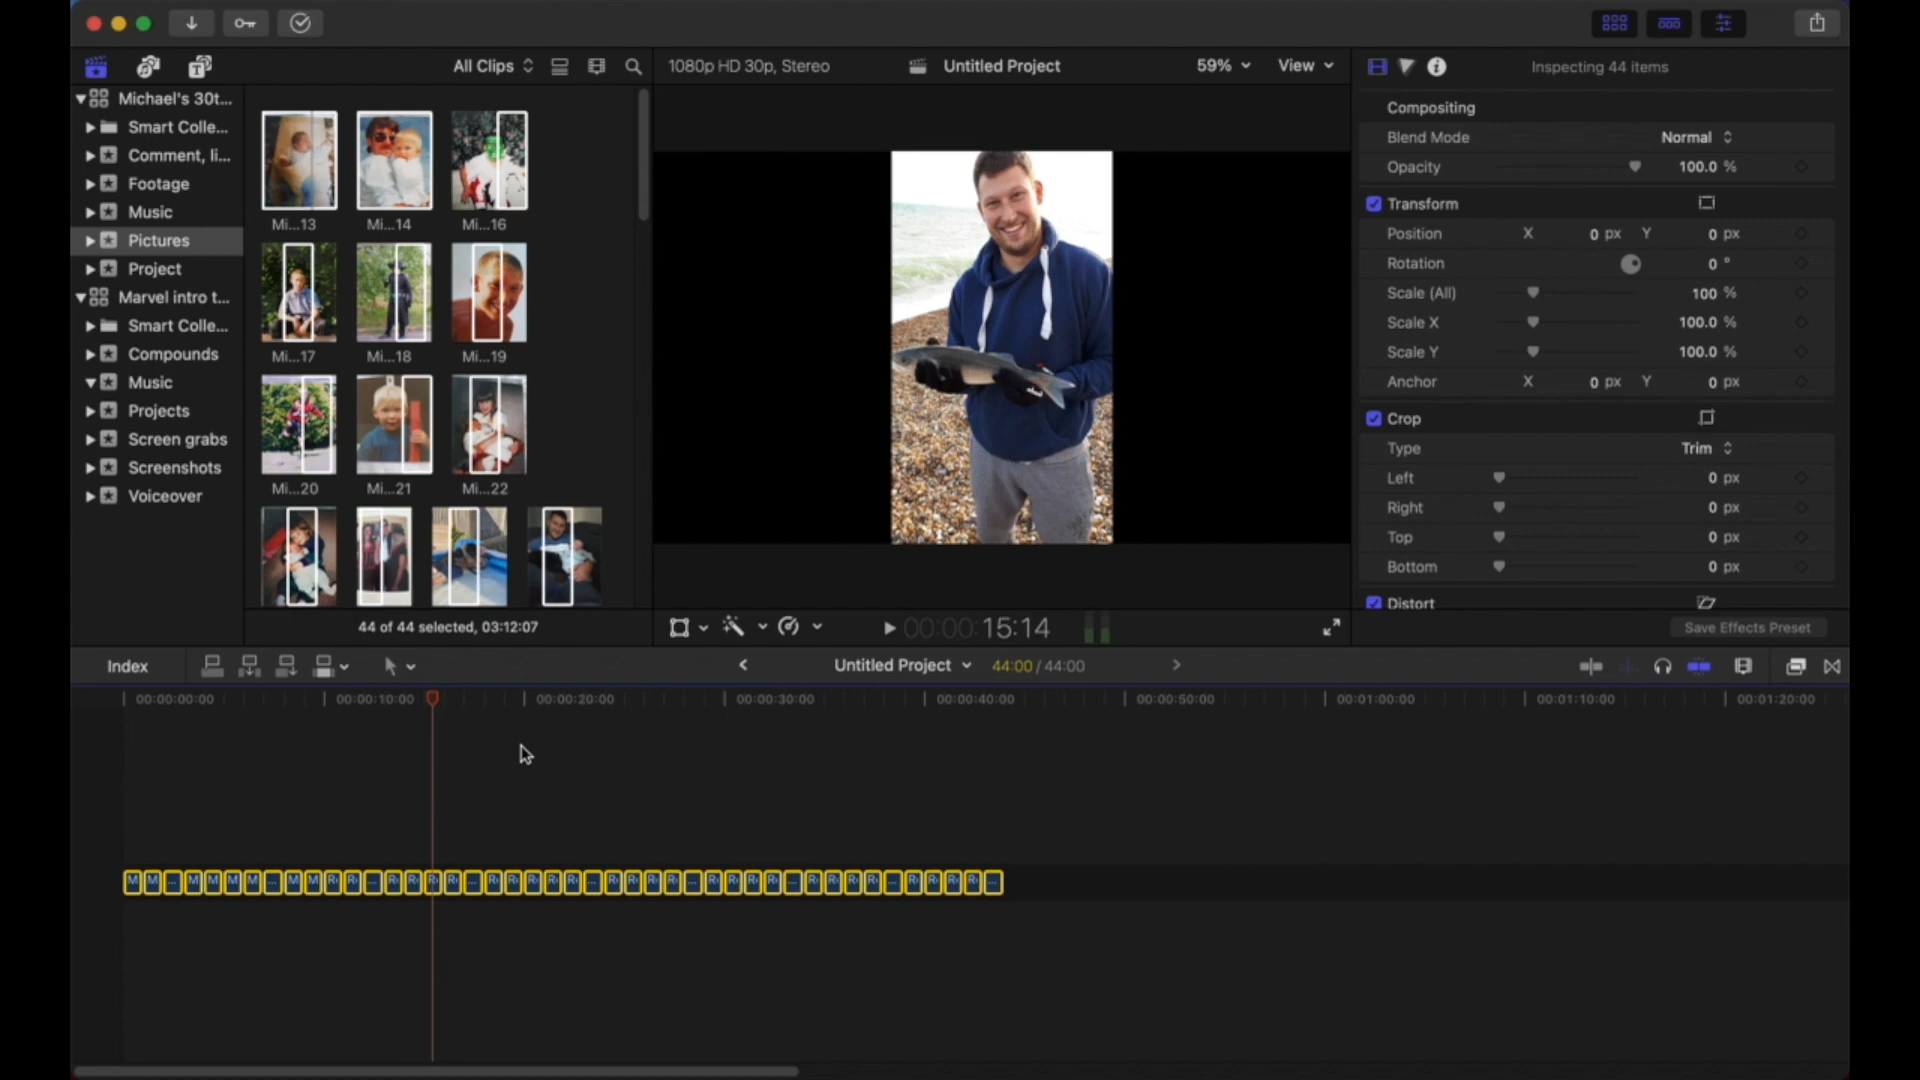 All Clips
1080p HD 30p, Stereo
Untitled Project
59%
View
Inspecting 44 items
Michael's 30t...
Smart Colle...
Comment, li...
Footage
Music
Pictures
Project
Marvel intro t...
Smart Colle...
Compounds
Music
Projects
Screen grabs
Screenshots
Voiceover
Mi...13
Mi...14
Mi...16
Mi...17
Mi...18
Mi...19
Mi...20
Mi...21
Mi...22
44 of 44 selected, 03:12:07
00:00:00:15:14
Compositing
Blend Mode Normal
Opacity 100.0 %
Transform
Position X 0 px Y 0 px
Rotation 0 °
Scale (All) 100 %
Scale X 100.0 %
Scale Y 100.0 %
Anchor X 0 px Y 0 px
Crop
Type Trim
Left 0 px
Right 0 px
Top 0 px
Bottom 0 px
Distort
Save Effects Preset
Index
Untitled Project
44:00 / 44:00
00:00:00:00
00:00:10:00
00:00:20:00
00:00:30:00
00:00:40:00
00:00:50:00
00:01:00:00
00:01:10:00
00:01:20:00